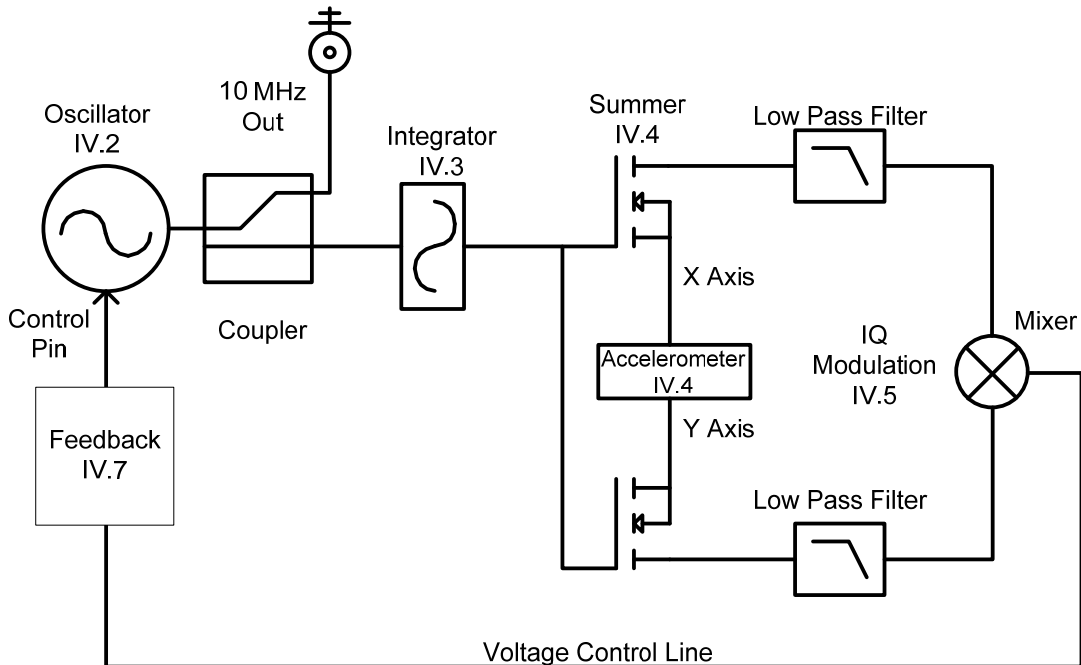 10 MHz
Out
Oscillator
IV.2
Integrator
IV.3
Summer
IV.4
Low Pass Filter
X Axis
Control
Pin
Coupler
Accelerometer
IV.4
IQ
Modulation
IV.5
Mixer
Y Axis
Feedback
IV.7
Low Pass Filter
Voltage Control Line